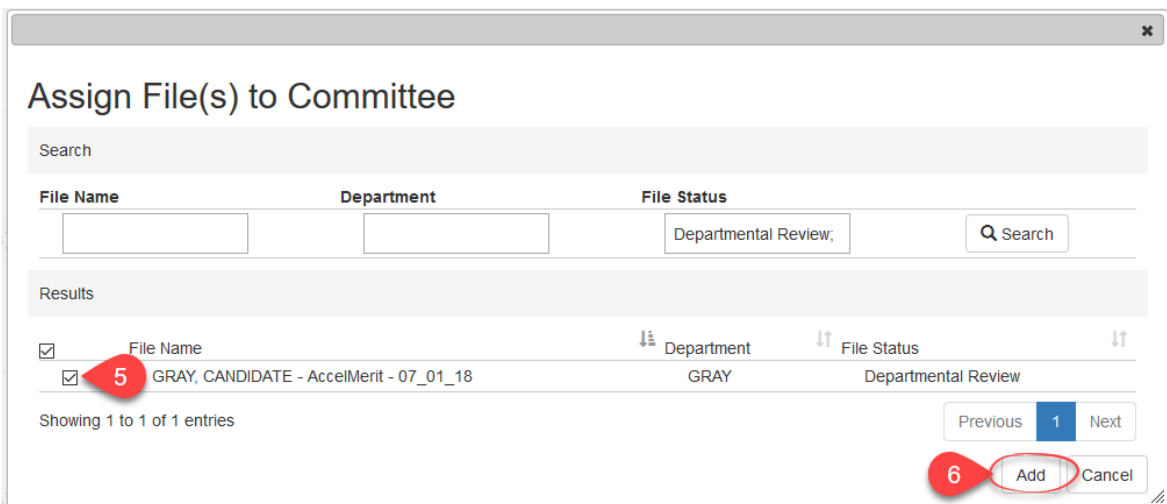 Assign File(s) to Committee
Search
File Name Department File Status
Departmental Review; Search
Results
File Name Department File Status
5 GRAY, CANDIDATE - AccelMerit - 07_01_18 GRAY Departmental Review
Showing 1 to 1 of 1 entries Previous 1 Next
6 Add Cancel